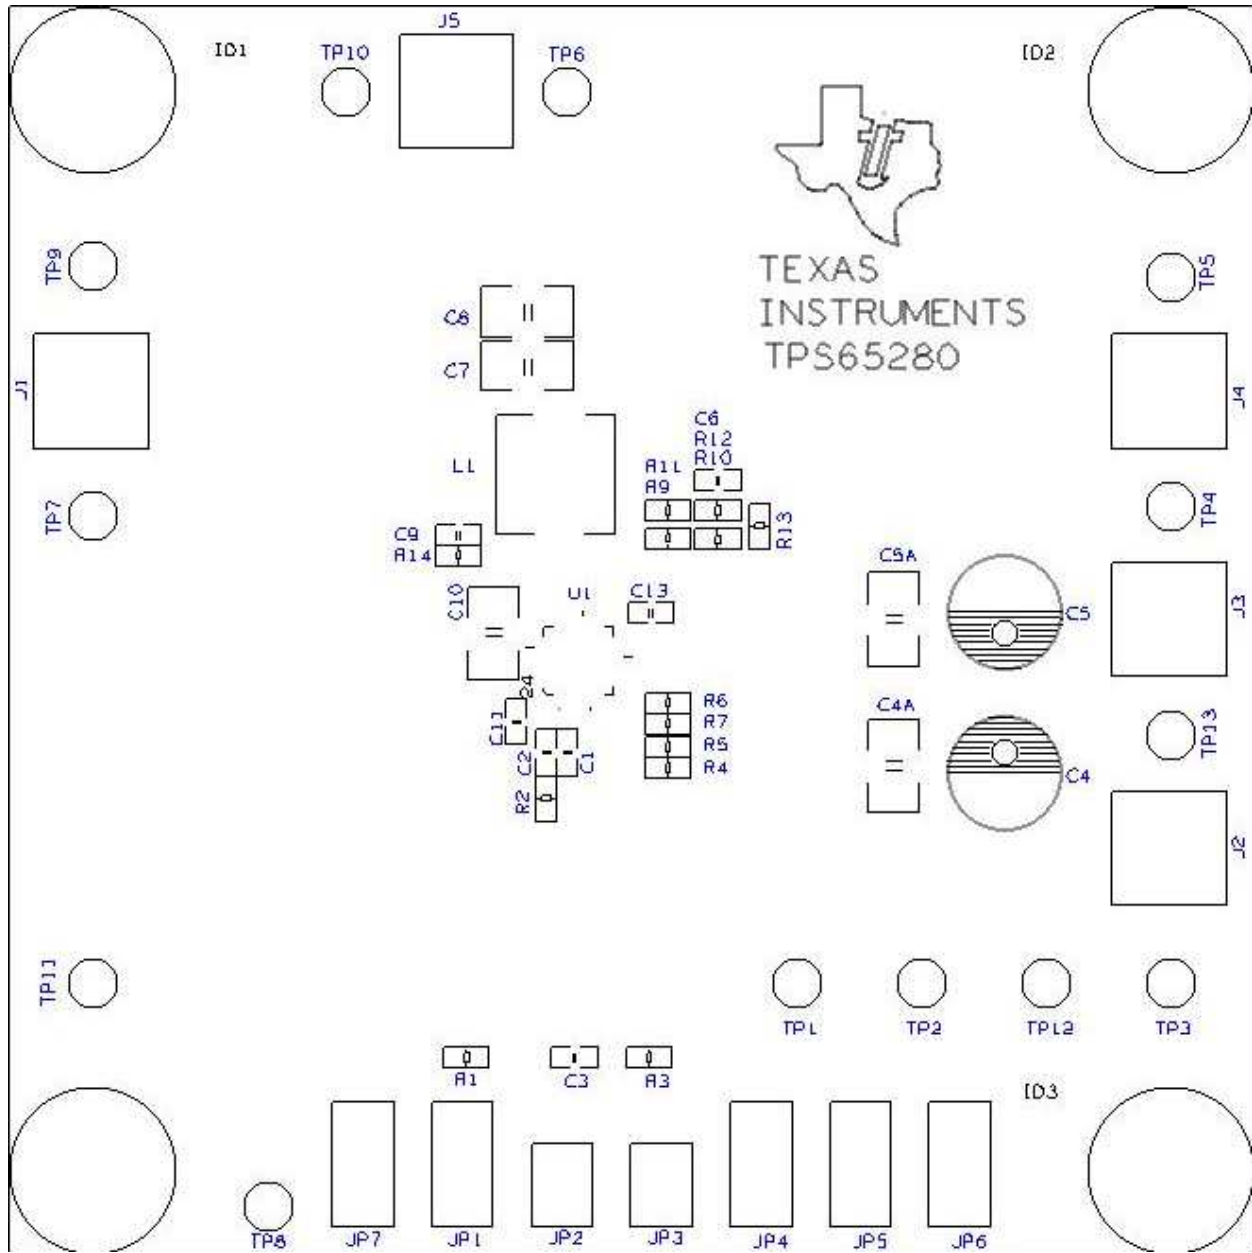 J5
ID1
TP10
TP6
ID2
TP9
TP5
TEXAS
INSTRUMENTS
TPS65280
C8
C7
J1
J4
C6
R12
R10
L1
R11
R9
TP7
TP4
C9
R14
R13
C5A
C10
U1
C13
C5
J3
24
C11
R6
R7
R5
R4
C4A
TP13
C2
C1
C4
R2
J2
TP11
TP1
TP2
TP12
TP3
R1
C3
R3
ID3
TP8
JP7
JP1
JP2
JP3
JP4
JP5
JP6